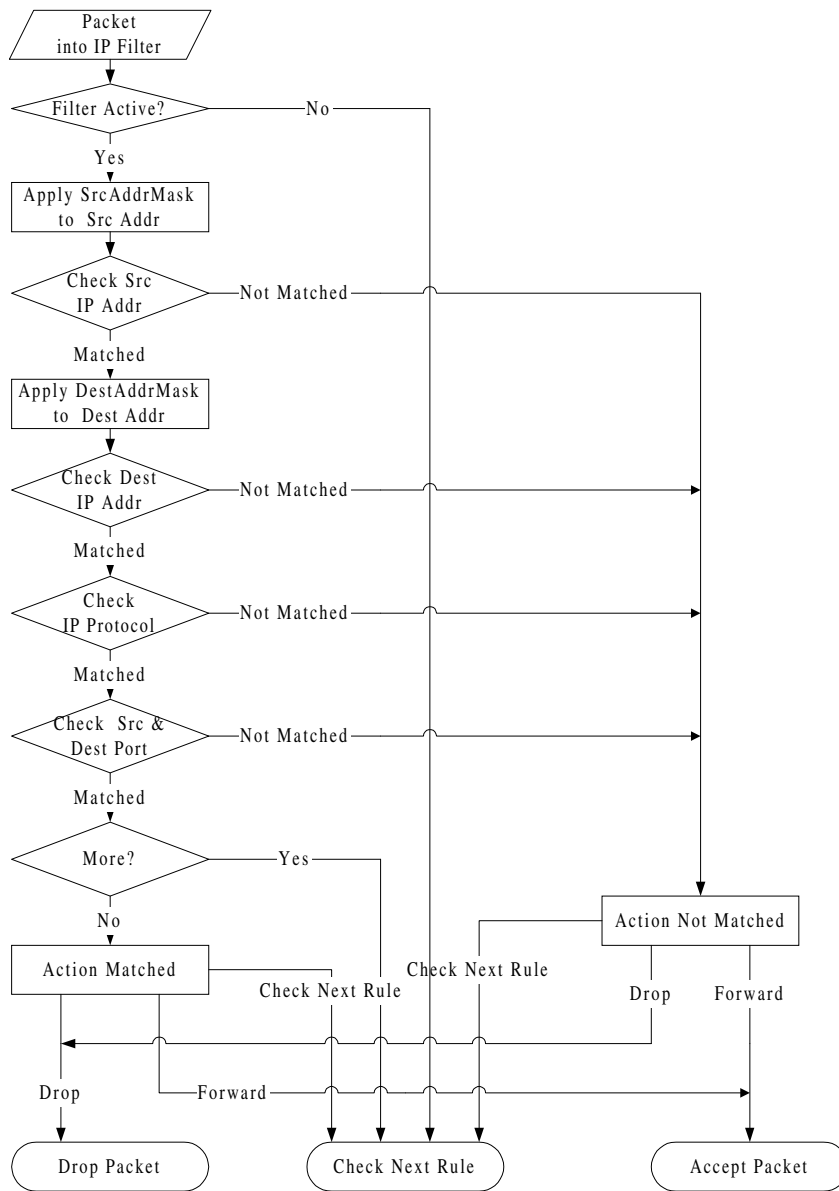 Packet
into IP Filter
Filter Active?
No
Yes
Apply SrcAddrMask
to Src Addr
Check Src
IP Addr
Not Matched
Matched
Apply DestAddrMask
to Dest Addr
Check Dest
IP Addr
Not Matched
Matched
Check
IP Protocol
Not Matched
Matched
Check Src &
Dest Port
Not Matched
Matched
More?
Yes
No
Action Not Matched
Action Matched
Check Next Rule
Check Next Rule
Drop
Forward
Drop
Forward
Drop Packet
Check Next Rule
Accept Packet